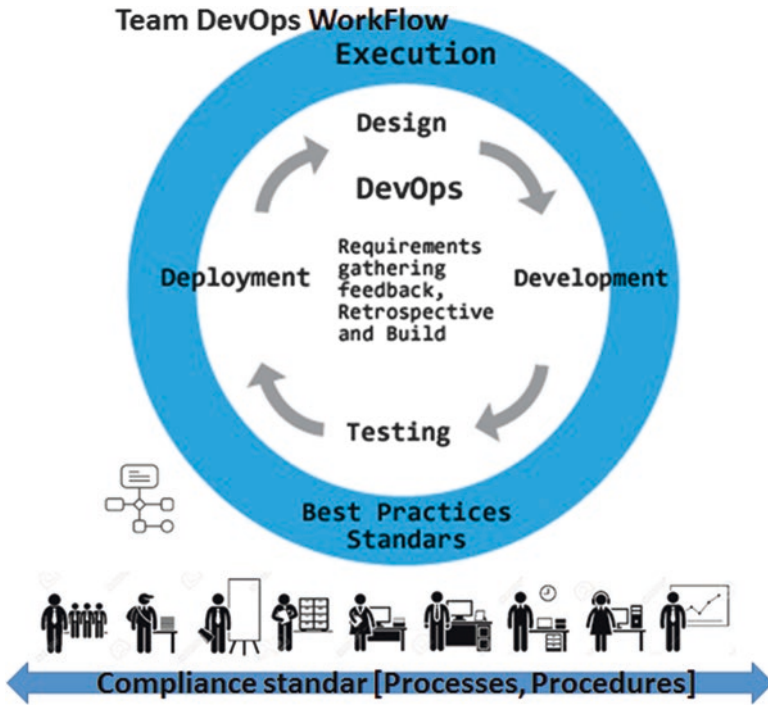 Team DevOps WorkFlow
Execution
Design
DevOps
Requirements
gathering
feedback,
Retrospective
and Build
Deployment
Development
Testing
Best Practices
Standars
Compliance standar [Processes, Procedures]